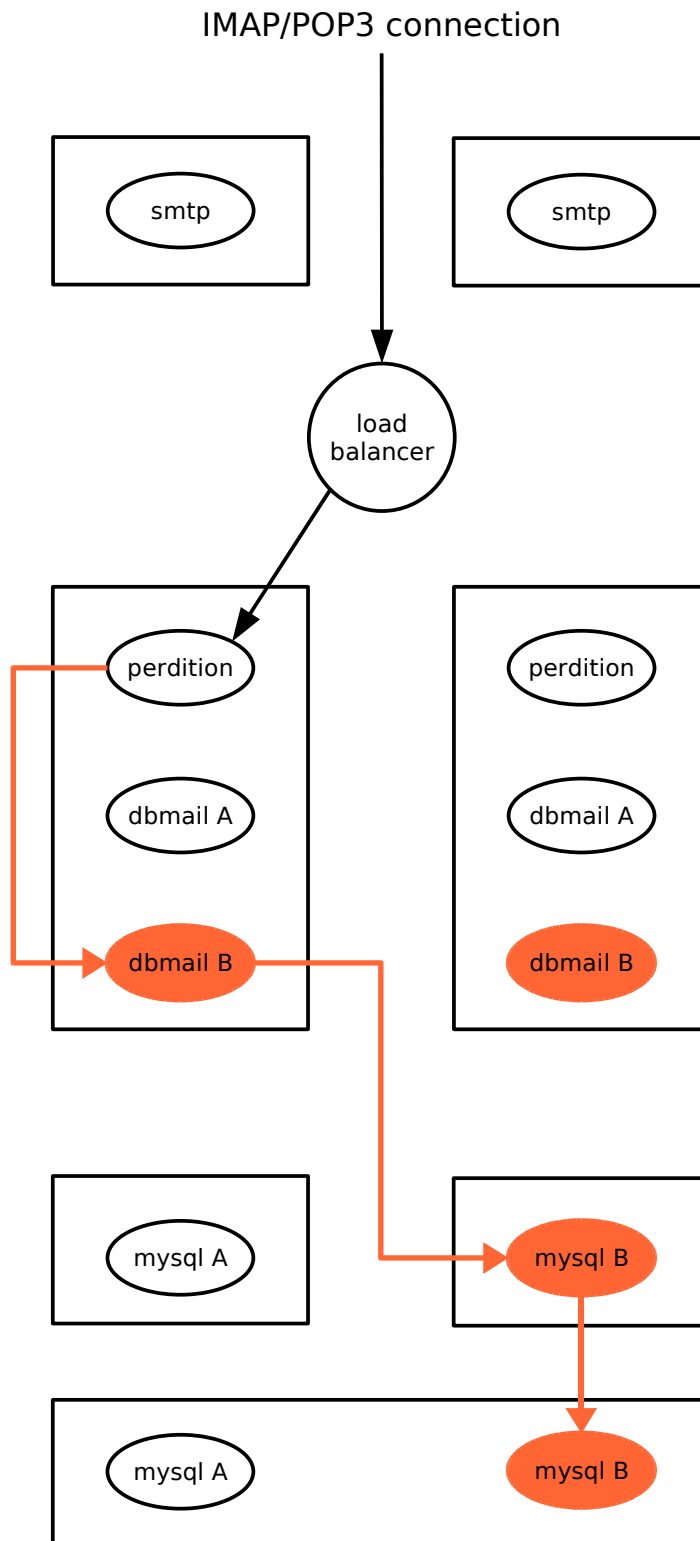 IMAP/POP3 connection
smtp
smtp
load
balancer
perdition
perdition
dbmail A
dbmail A
dbmail B
dbmail B
mysql A
mysql B
mysql A
mysql B